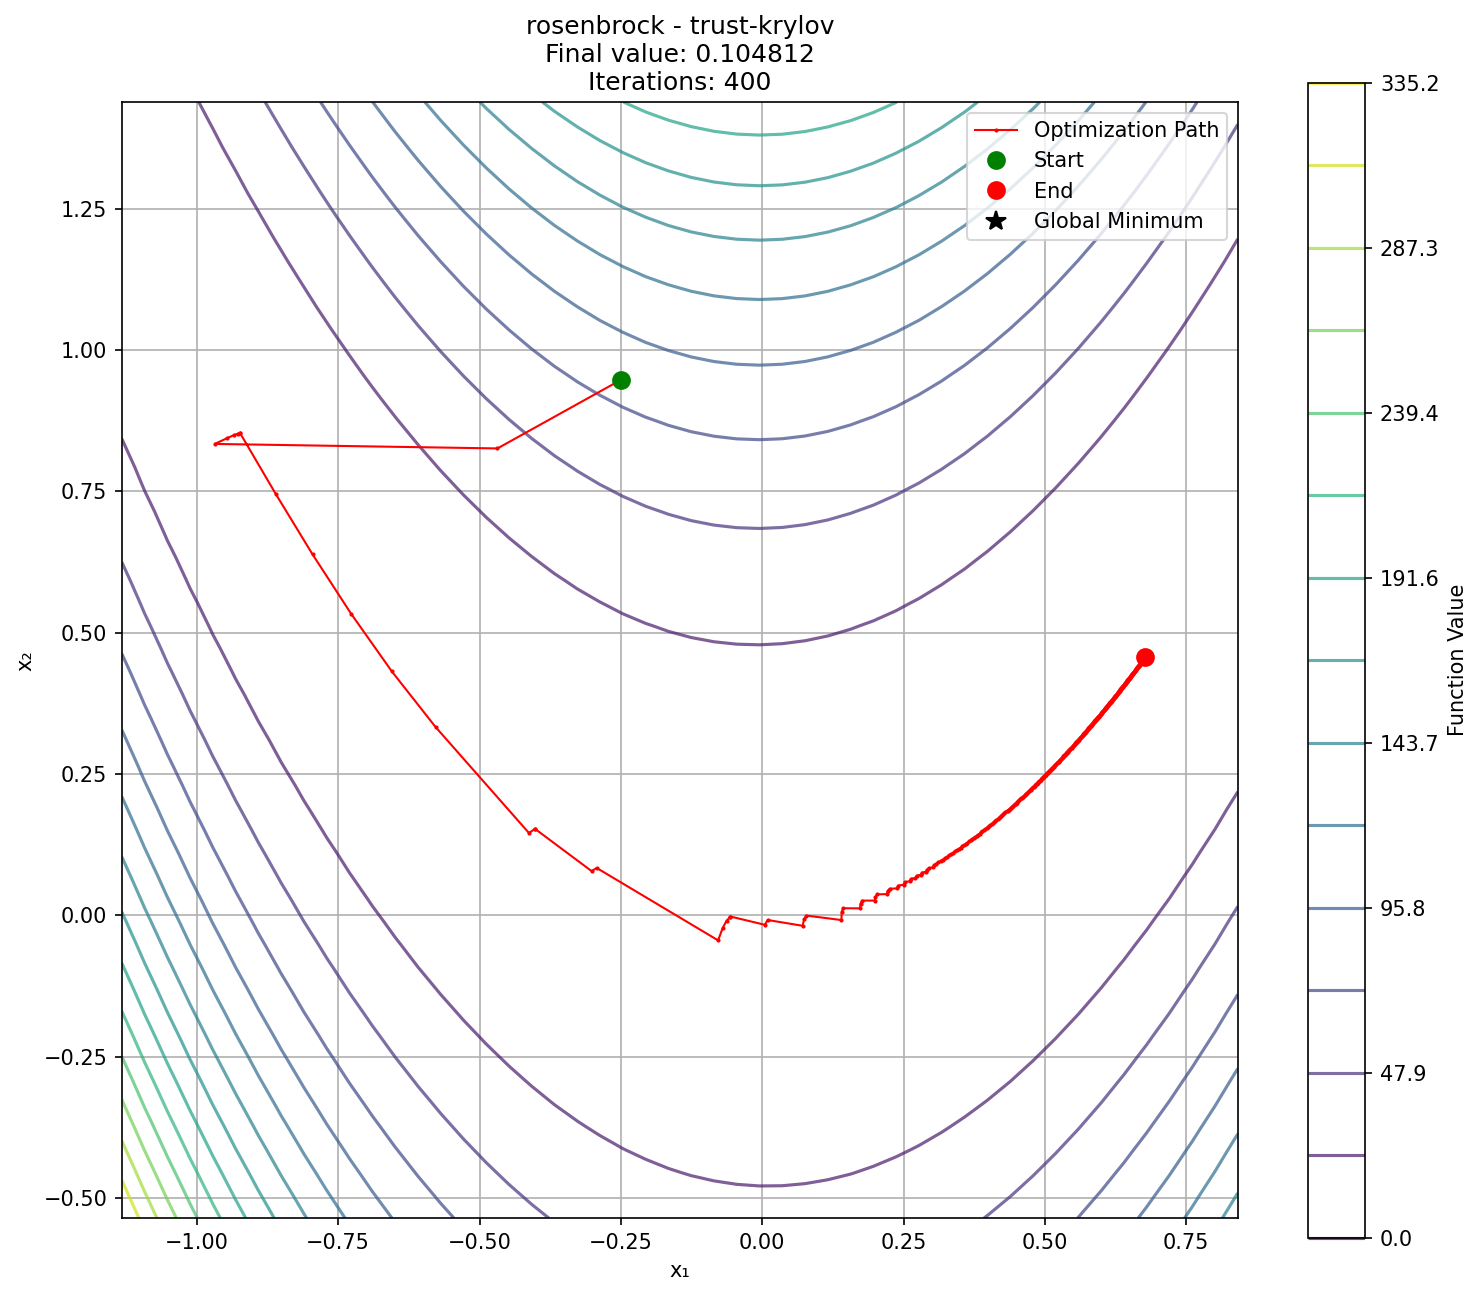 rosenbrock - trust-krylov
Final value: 0.104812
Iterations: 400
Optimization Path
Start
End
Global Minimum
1.25
1.00
0.75
0.50
0.25
0.00
−0.25
−0.50
x₂
−1.00
−0.75
−0.50
−0.25
0.00
0.25
0.50
0.75
x₁
335.2
287.3
239.4
191.6
143.7
95.8
47.9
0.0
Function Value